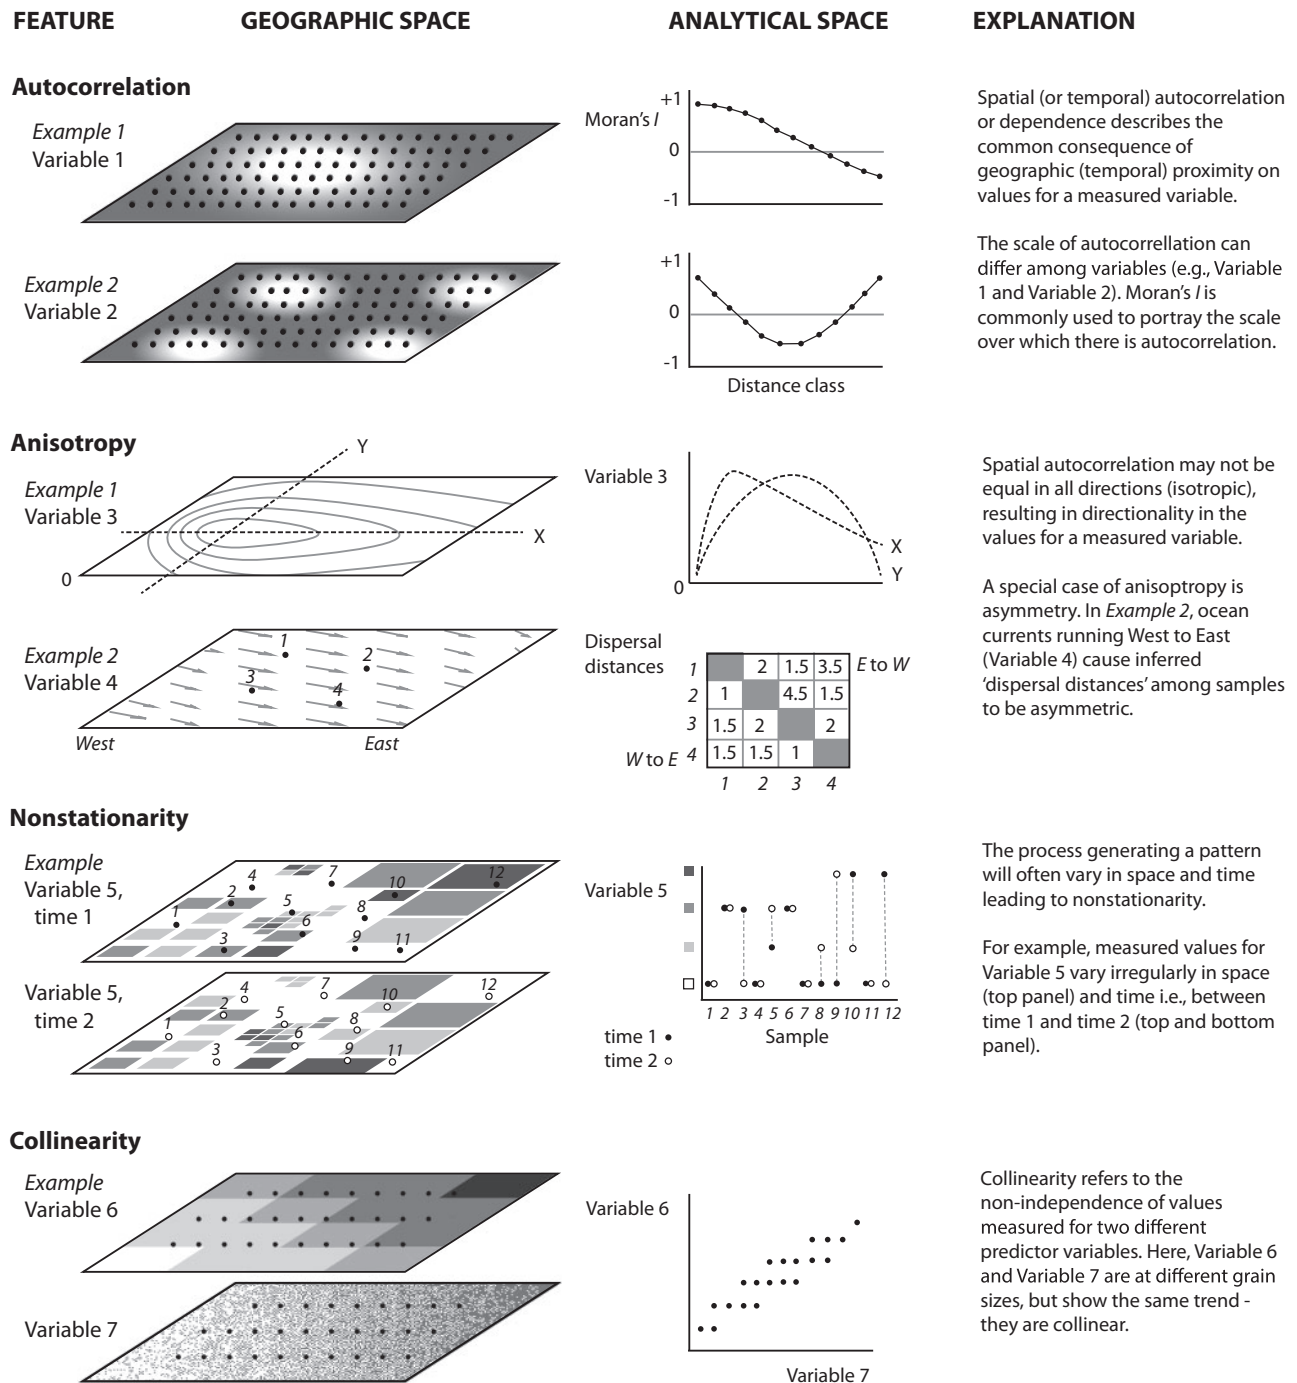 FEATURE GEOGRAPHIC SPACE ANALYTICAL SPACE EXPLANATION
Autocorrelation
Example 1
Variable 1
Moran's I
+1
0
-1
Spatial (or temporal) autocorrelation
or dependence describes the
common consequence of
geographic (temporal) proximity on
values for a measured variable.
Example 2
Variable 2
+1
0
-1
Distance class
The scale of autocorrellation can
differ among variables (e.g., Variable
1 and Variable 2). Moran's I is
commonly used to portray the scale
over which there is autocorrelation.
Anisotropy
Example 1
Variable 3
Y
X
0
Variable 3
X
Y
0
Spatial autocorrelation may not be
equal in all directions (isotropic),
resulting in directionality in the
values for a measured variable.
Example 2
Variable 4
1
2
3
4
West East
Dispersal
distances
1 2 1.5 3.5 E to W
2 1 4.5 1.5
3 1.5 2 2
W to E 4 1.5 1.5 1
1 2 3 4
A special case of anisoptropy is
asymmetry. In Example 2, ocean
currents running West to East
(Variable 4) cause inferred
'dispersal distances' among samples
to be asymmetric.
Nonstationarity
Example
Variable 5,
time 1
1
2
3
4
5
6
7
8
9
10
11
12
Variable 5,
time 2
1
2
3
4
5
6
7
8
9
10
11
12
Variable 5
1 2 3 4 5 6 7 8 9 10 11 12
Sample
time 1
time 2
The process generating a pattern
will often vary in space and time
leading to nonstationarity.
For example, measured values for
Variable 5 vary irregularly in space
(top panel) and time i.e., between
time 1 and time 2 (top and bottom
panel).
Collinearity
Example
Variable 6
Variable 7
Variable 6
Variable 7
Collinearity refers to the
non-independence of values
measured for two different
predictor variables. Here, Variable 6
and Variable 7 are at different grain
sizes, but show the same trend -
they are collinear.